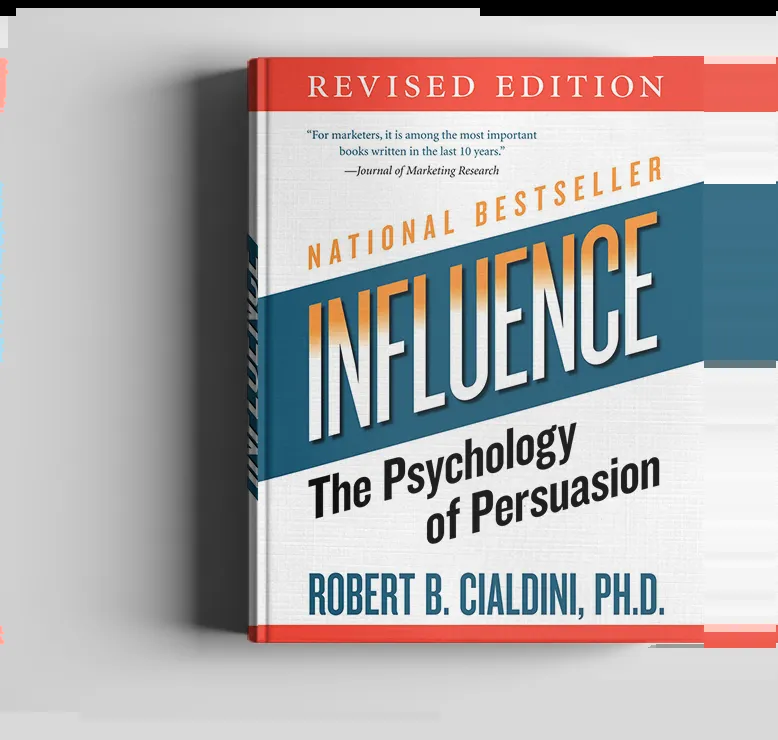 REVISED EDITION
“For marketers, it is among the most important
books written in the last 10 years.”
—Journal of Marketing Research
NATIONAL BESTSELLER
INFLUENCE
The Psychology
of Persuasion
ROBERT B. CIALDINI, PH.D.
INFLUENCE